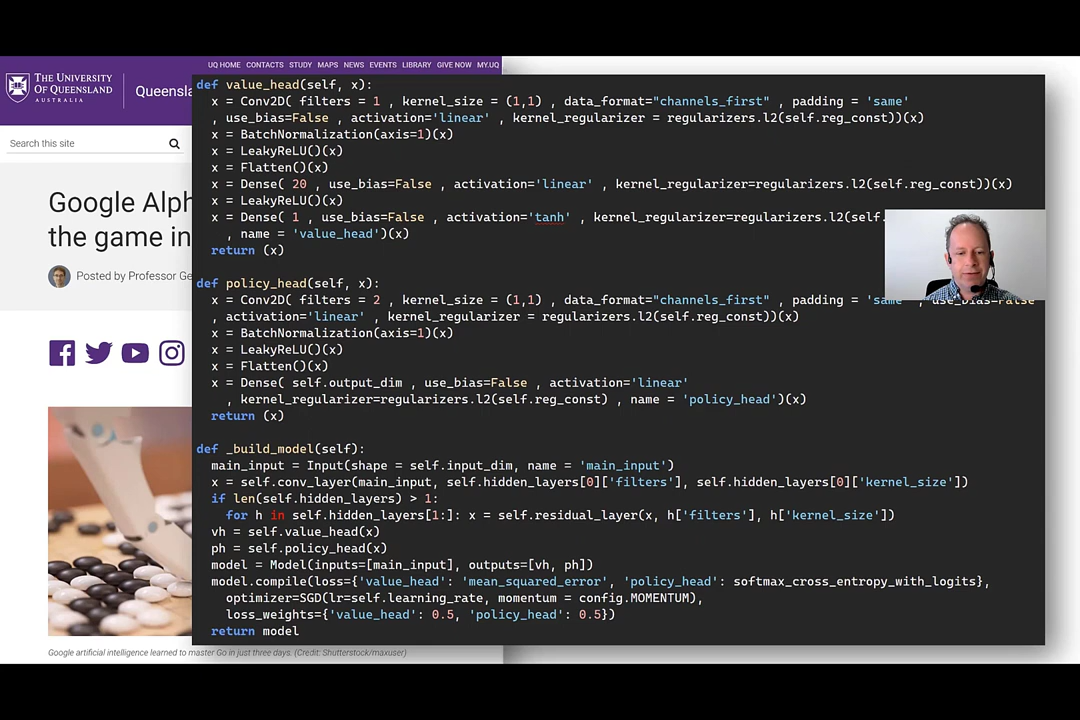 UQ HOME CONTACTS STUDY MAPS NEWS EVENTS LIBRARY GIVE NOW MY.UQ
THE UNIVERSITY
OF QUEENSLAND
AUSTRALIA
Search this site
Google
the game in
Posted by Professor
def value_head(self, x):
x = Conv2D( filters = 1 , kernel_size = (1,1) , data_format="channels_first" , padding = 'same'
, use_bias=False , activation='linear' , kernel_regularizer = regularizers.l2(self.reg_const))(x)
x = BatchNormalization(axis=1)(x)
x = LeakyReLU()(x)
x = Flatten()(x)
x = Dense( 20 , use_bias=False , activation='linear' , kernel_regularizer=regularizers.l2(self.reg_const))(x)
x = LeakyReLU()(x)
x = Dense( 1 , use_bias=False , activation='tanh' , kernel_regularizer=regularizers.l2(self.
, name = 'value_head')(x)
return (x)
def policy_head(self, x):
x = Conv2D( filters = 2 , kernel_size = (1,1) , data_format="channels_first" , padding = 'same' , use_bias=False
, activation='linear' , kernel_regularizer = regularizers.l2(self.reg_const))(x)
x = BatchNormalization(axis=1)(x)
x = LeakyReLU()(x)
x = Flatten()(x)
x = Dense( self.output_dim , use_bias=False , activation='linear'
, kernel_regularizer=regularizers.l2(self.reg_const) , name = 'policy_head')(x)
return (x)
def _build_model(self):
main_input = Input(shape = self.input_dim, name = 'main_input')
x = self.conv_layer(main_input, self.hidden_layers[0]['filters'], self.hidden_layers[0]['kernel_size'])
if len(self.hidden_layers) > 1:
for h in self.hidden_layers[1:]: x = self.residual_layer(x, h['filters'], h['kernel_size'])
vh = self.value_head(x)
ph = self.policy_head(x)
model = Model(inputs=[main_input], outputs=[vh, ph])
model.compile(loss={'value_head': 'mean_squared_error', 'policy_head': softmax_cross_entropy_with_logits},
optimizer=SGD(lr=self.learning_rate, momentum = config.MOMENTUM),
loss_weights={'value_head': 0.5, 'policy_head': 0.5})
return model
Google artificial intelligence learned to master Go in just three days. (Credit: Shutterstock/maxuser)